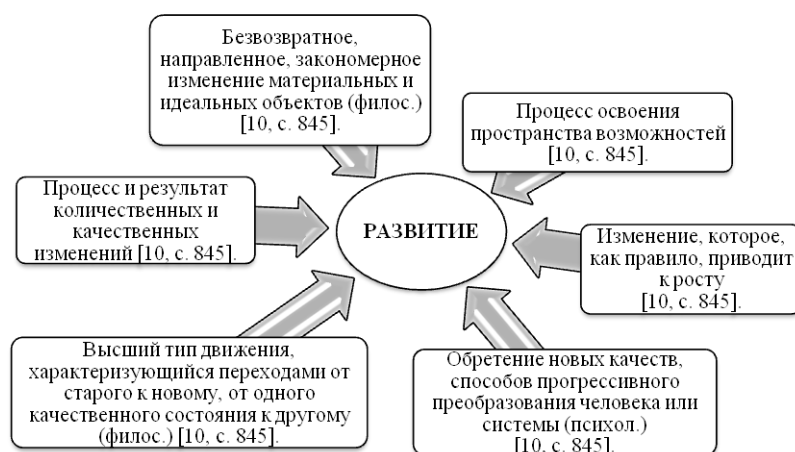 Безвозвратное,
направленное, закономерное
изменение материальных и
идеальных объектов (филос.)
[10, с. 845].
Процесс освоения
пространства возможностей
[10, с. 845].
Процесс и результат
количественных и
качественных
изменений [10, с. 845].
РАЗВИТИЕ
Изменение, которое,
как правило, приводит
к росту
[10, с. 845].
Высший тип движения,
характеризующийся переходами от
старого к новому, от одного
качественного состояния к другому
(филос.) [10, с. 845].
Обретение новых качеств,
способов прогрессивного
преобразования человека или
системы (психол.)
[10, с. 845].